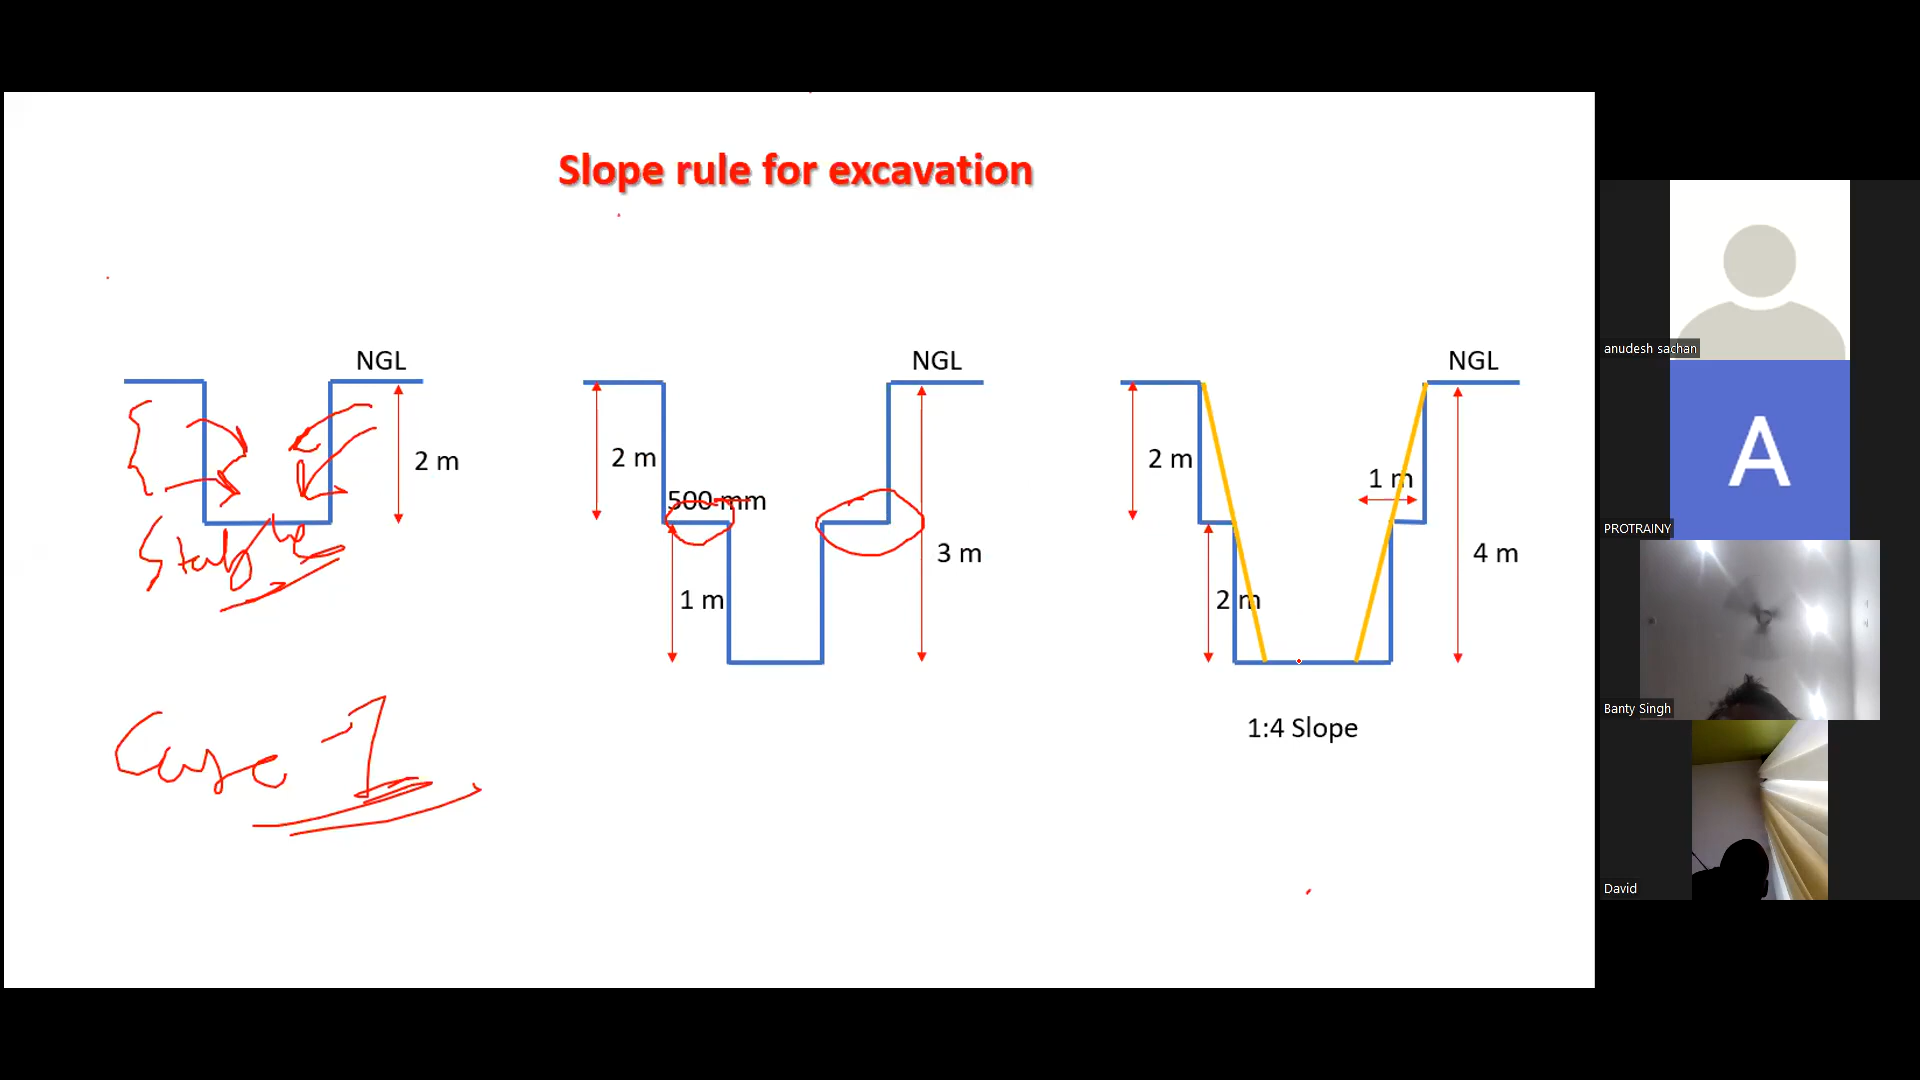 Slope rule for excavation
NGL
NGL
NGL
2 m
2 m
500 mm
1 m
3 m
2 m
1 m
2 m
4 m
1:4 Slope
Stable
Case 1
anudesh sachan
A
PROTRAINY
Banty Singh
David